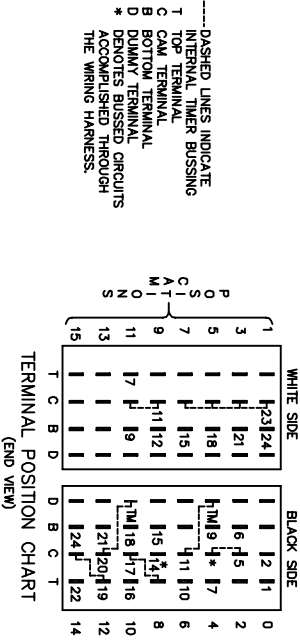 -----DASHED LINES INDICATE
INTERNAL TIMER BUSSING
T TOP TERMINAL
C CAM TERMINAL
B BOTTOM TERMINAL
D DUMMY TERMINAL
* DENOTES BUSSED CIRCUITS
ACCOMPLISHED THROUGH
THE WIRING HARNESS.
CAM
POSITIONS
WHITE SIDE BLACK SIDE
1 23 24 2 1 0
3 21 6 5 2
5 18 TM 9 * 7 4
7 15 11 10 6
9 11 12 15 14 * 8
11 7 9 TM 18 17 16 10
13 21 20 19 12
15 24 22 14
T C B D D B C T
TERMINAL POSITION CHART
(END VIEW)